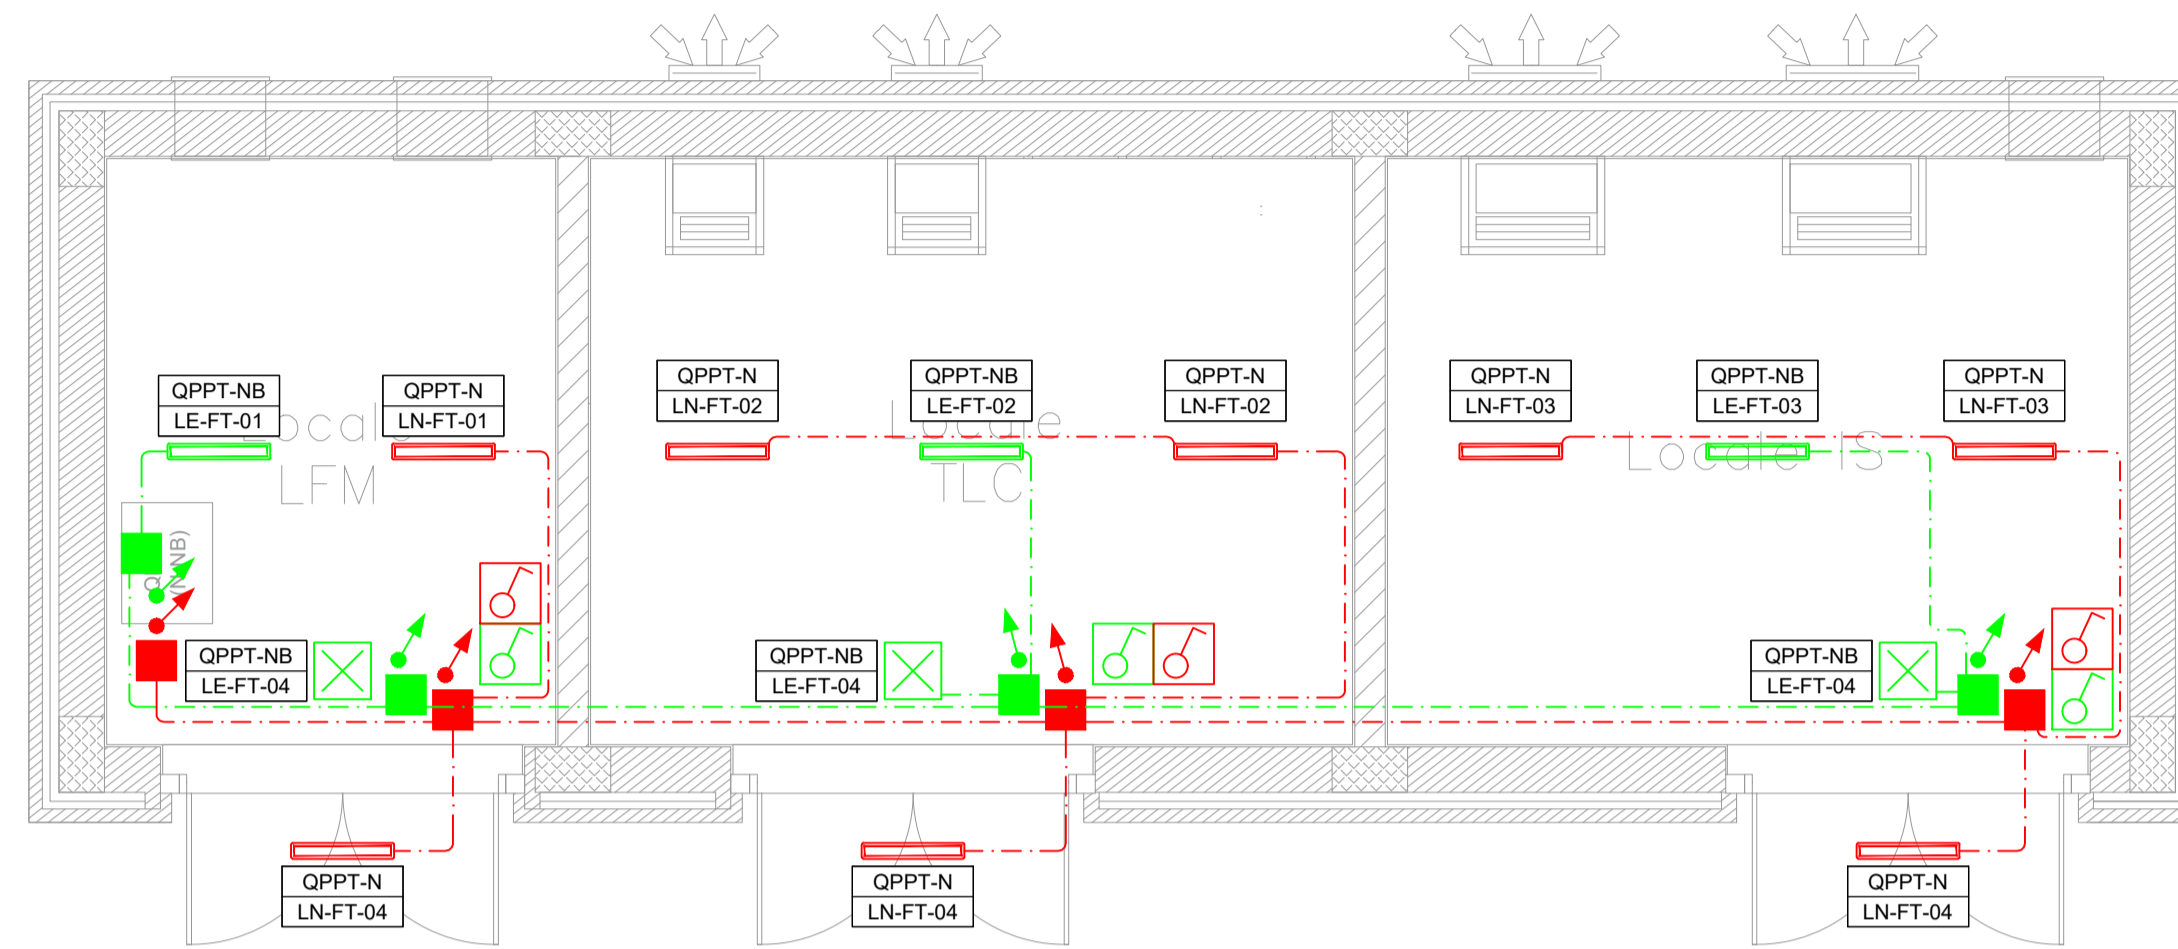 QPPT-N
LN-FT-02
QPPT-NB
LE-FT-02
QPPT-N
LN-FT-02
QPPT-N
LN-FT-03
QPPT-NB
LE-FT-03
QPPT-N
LN-FT-03
QPPT-NB
LE-FT-01
QPPT-N
LN-FT-01
Locale
LFM
Locale
TLC
Locale IS
QPPT-NB
LE-FT-04
QPPT-NB
LE-FT-04
QPPT-NB
LE-FT-04
QPPT-N
LN-FT-04
QPPT-N
LN-FT-04
QPPT-N
LN-FT-04